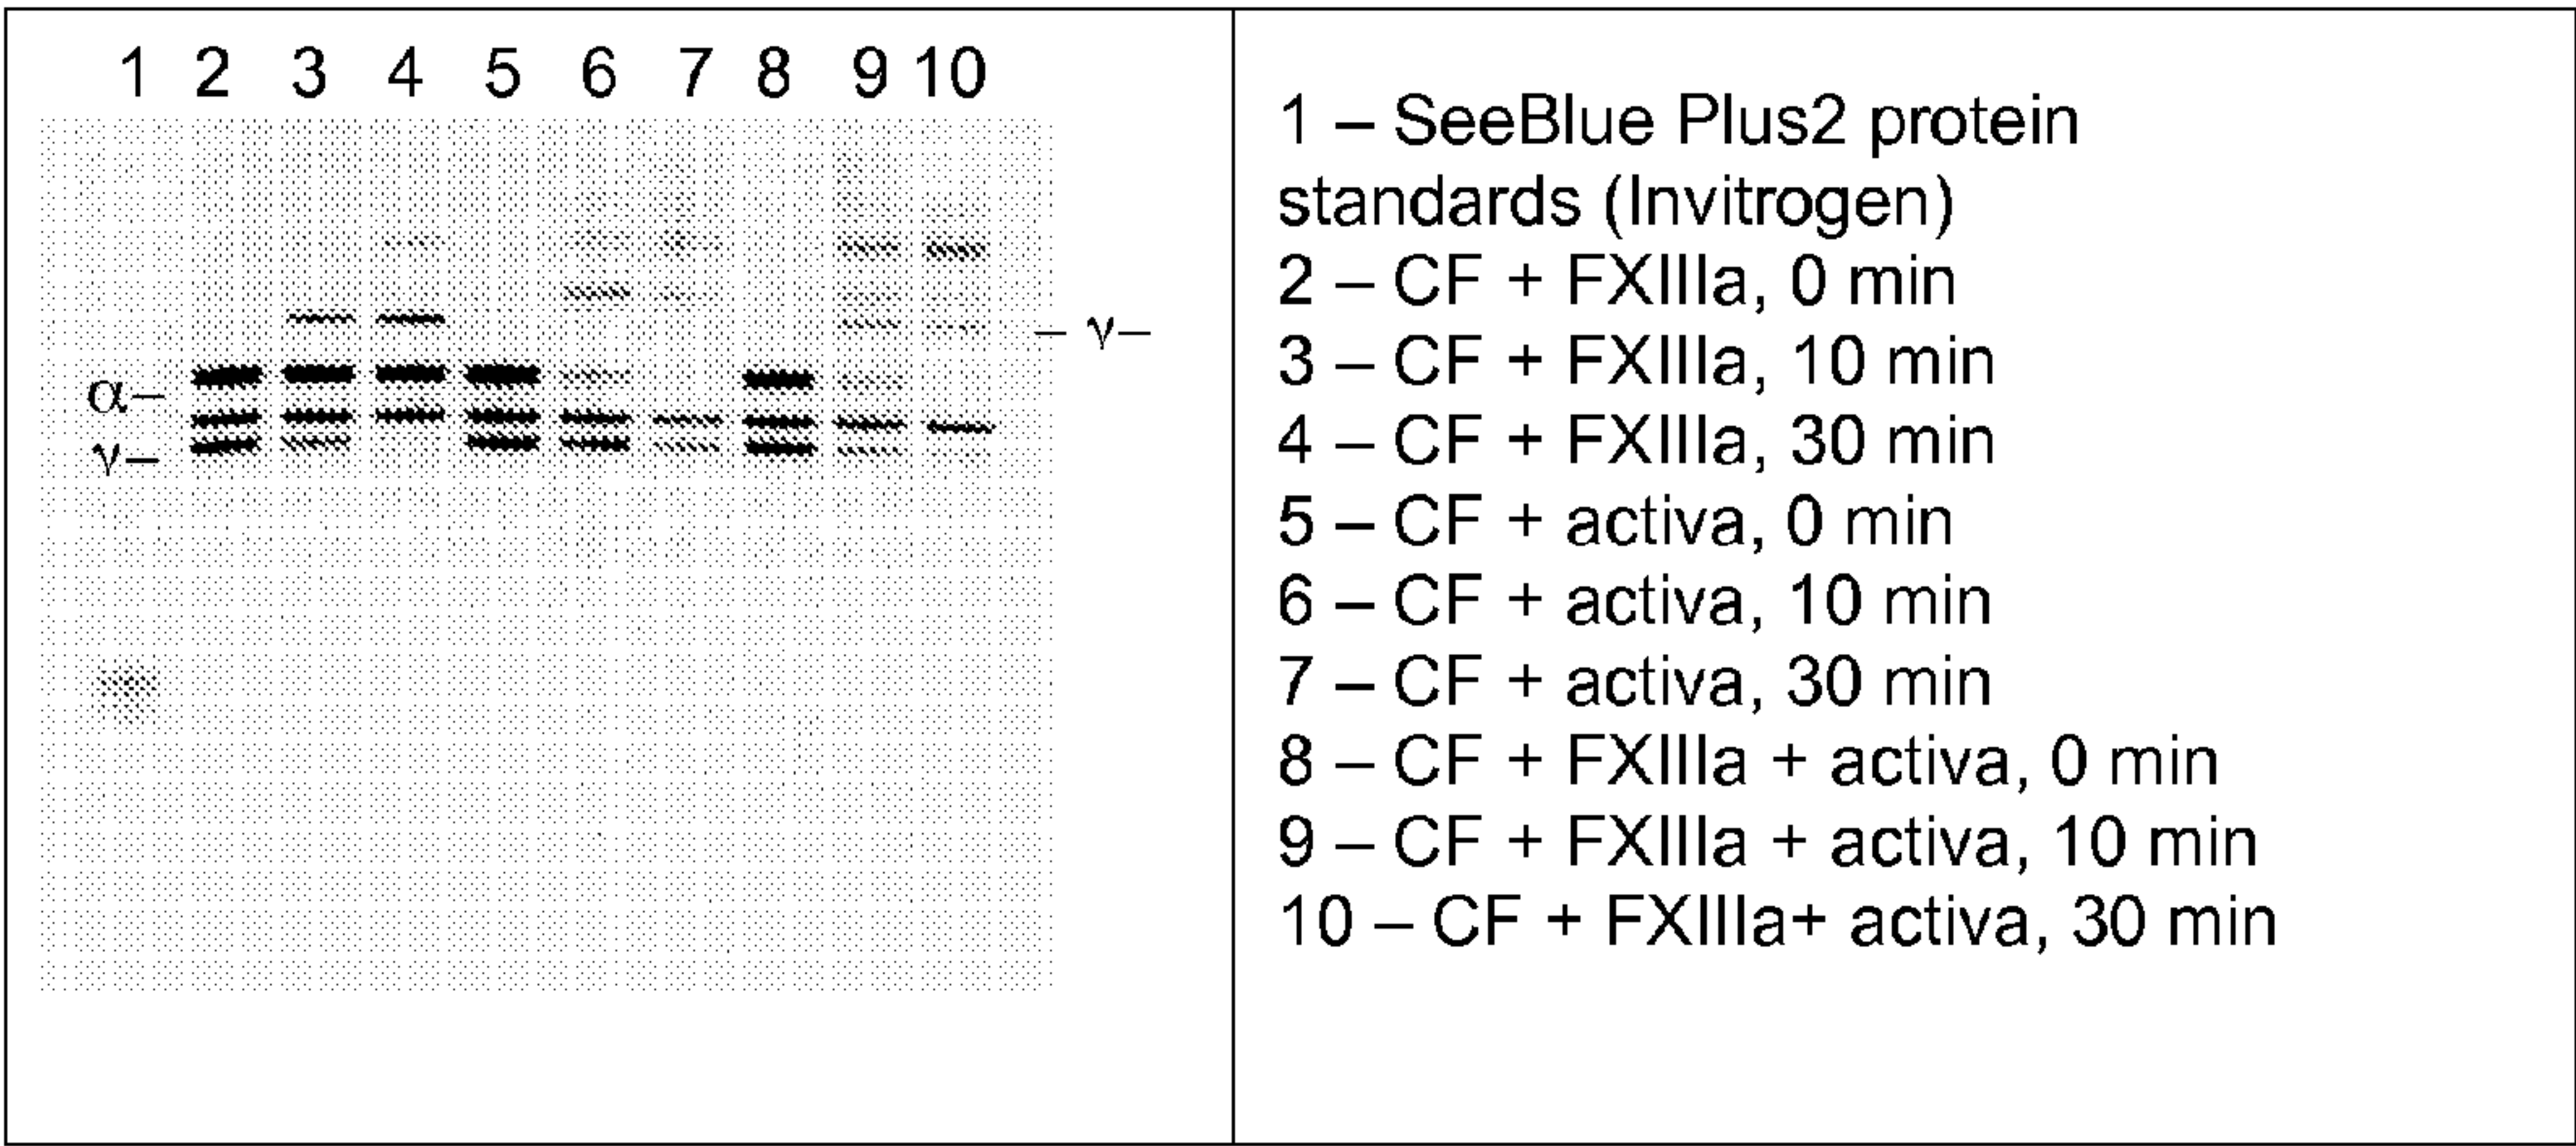 1 2 3 4 5 6 7 8 9 10
α–
γ–
– γ–
1 – SeeBlue Plus2 protein
standards (Invitrogen)
2 – CF + FXIIIa, 0 min
3 – CF + FXIIIa, 10 min
4 – CF + FXIIIa, 30 min
5 – CF + activa, 0 min
6 – CF + activa, 10 min
7 – CF + activa, 30 min
8 – CF + FXIIIa + activa, 0 min
9 – CF + FXIIIa + activa, 10 min
10 – CF + FXIIIa+ activa, 30 min